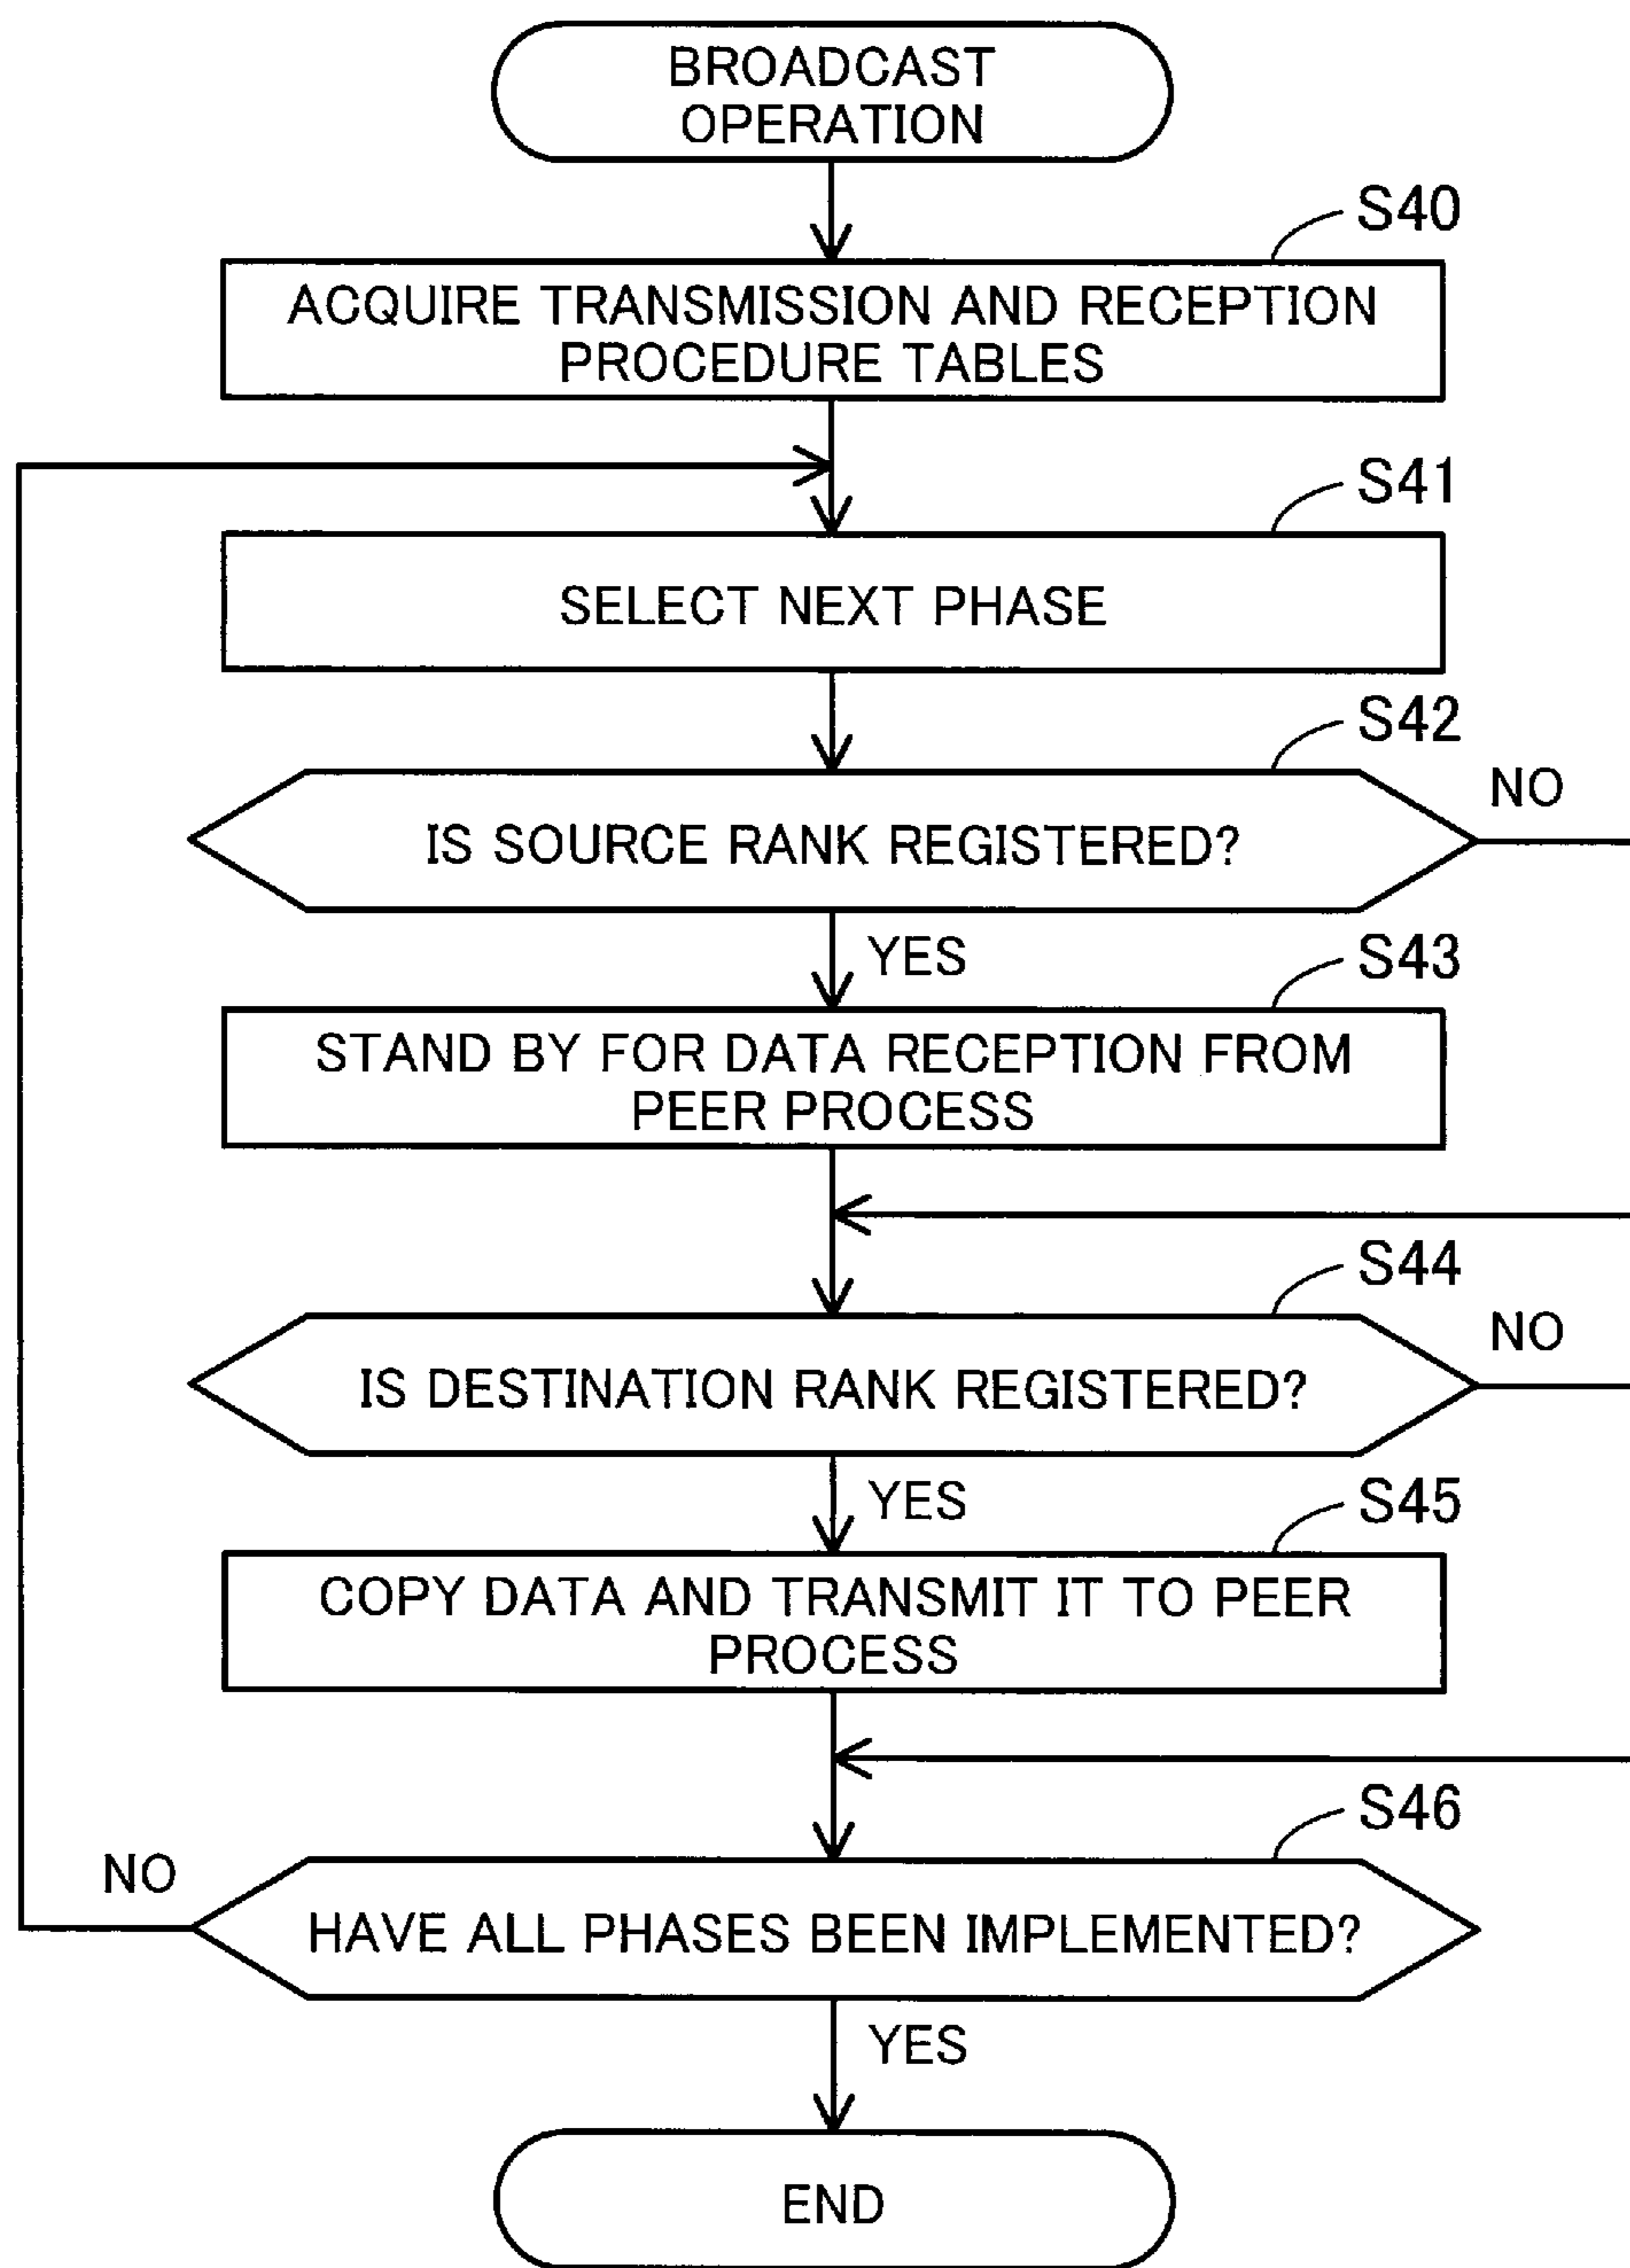 BROADCAST
OPERATION
S40
ACQUIRE TRANSMISSION AND RECEPTION
PROCEDURE TABLES
S41
SELECT NEXT PHASE
S42
IS SOURCE RANK REGISTERED?
NO
YES
S43
STAND BY FOR DATA RECEPTION FROM
PEER PROCESS
S44
IS DESTINATION RANK REGISTERED?
NO
YES
S45
COPY DATA AND TRANSMIT IT TO PEER
PROCESS
S46
NO
HAVE ALL PHASES BEEN IMPLEMENTED?
YES
END